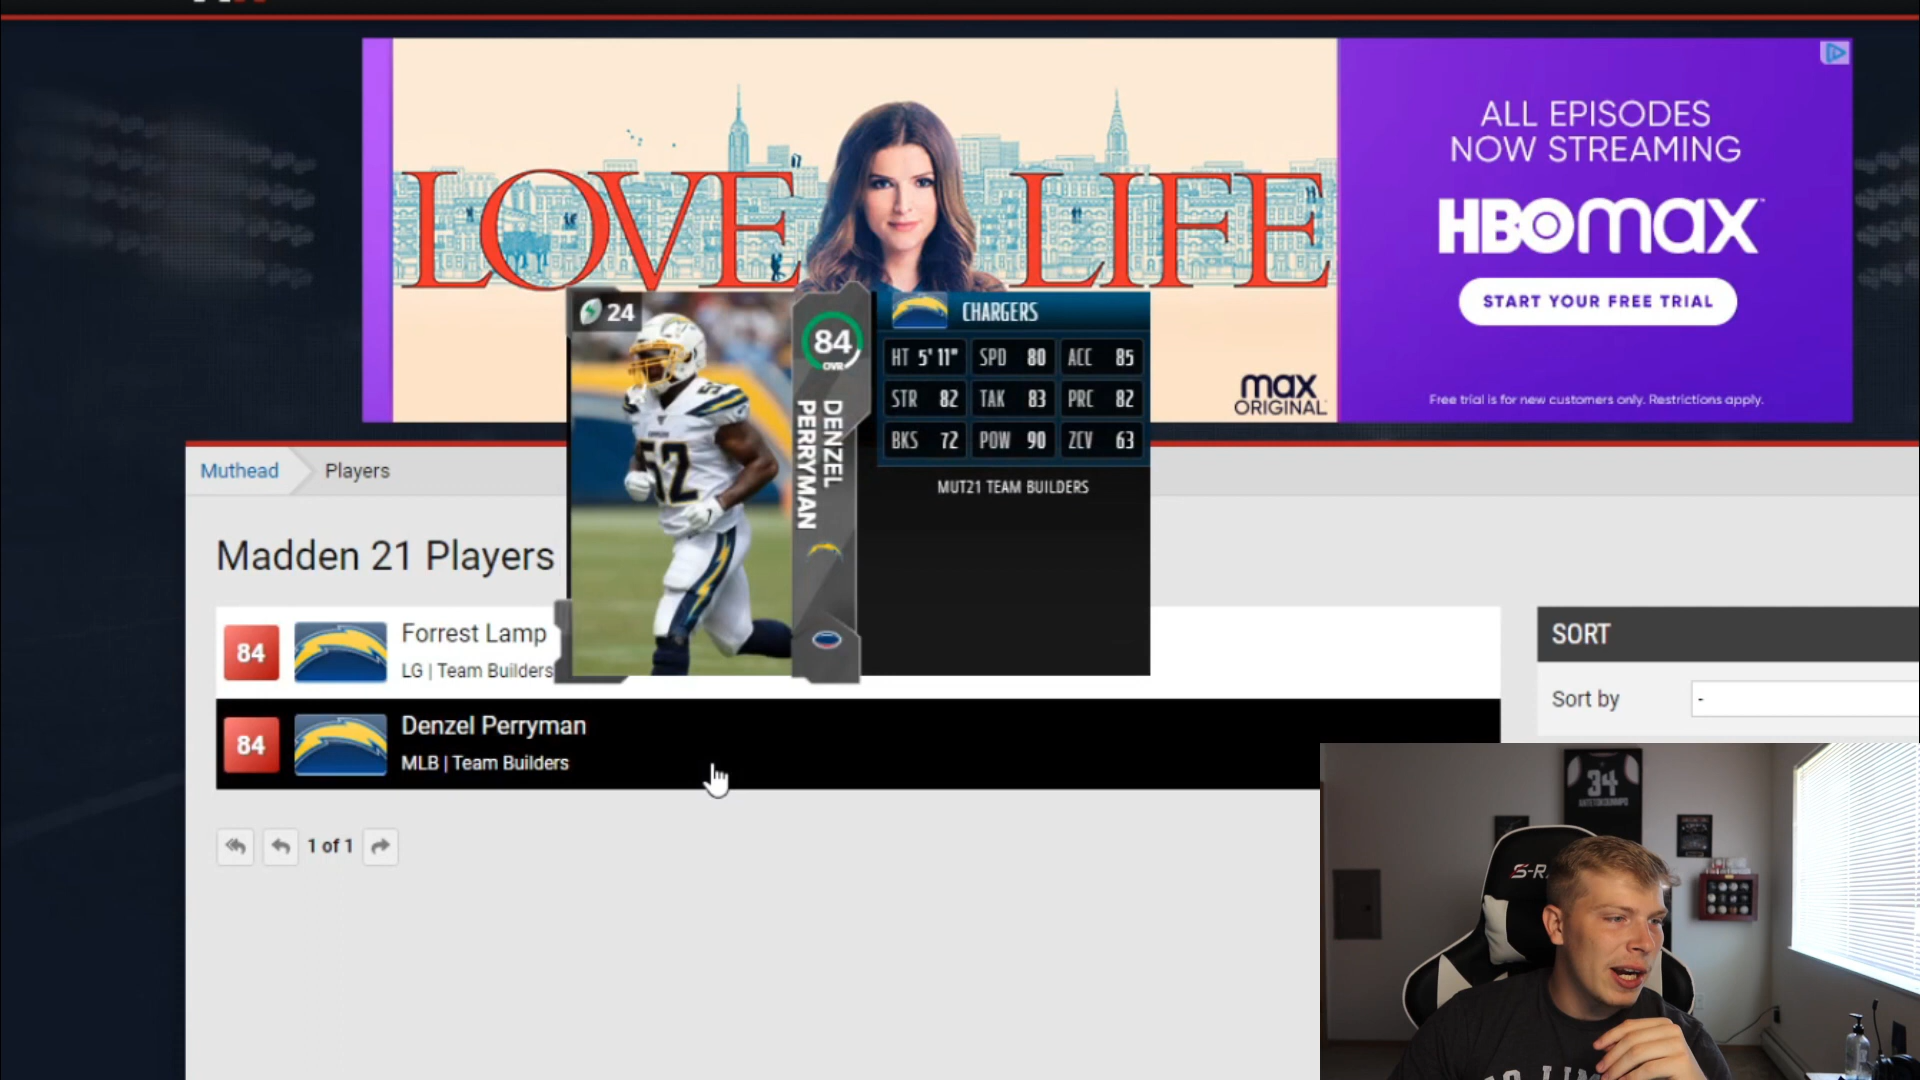 LOVE LIFE
max
ORIGINAL
ALL EPISODES
NOW STREAMING
HBOmax
START YOUR FREE TRIAL
Free trial is for new customers only. Restrictions apply.
24
84
OVR
DENZEL
PERRYMAN
52
CHARGERS
HT 5' 11" SPD 80 ACC 85
STR 82 TAK 83 PRC 82
BKS 72 POW 90 ZCV 63
MUT21 TEAM BUILDERS
Muthead Players
Madden 21 Players
84
Forrest Lamp
LG | Team Builders
84
Denzel Perryman
MLB | Team Builders
1 of 1
SORT
Sort by -
34
ANTETOKOUNMPO
S-R